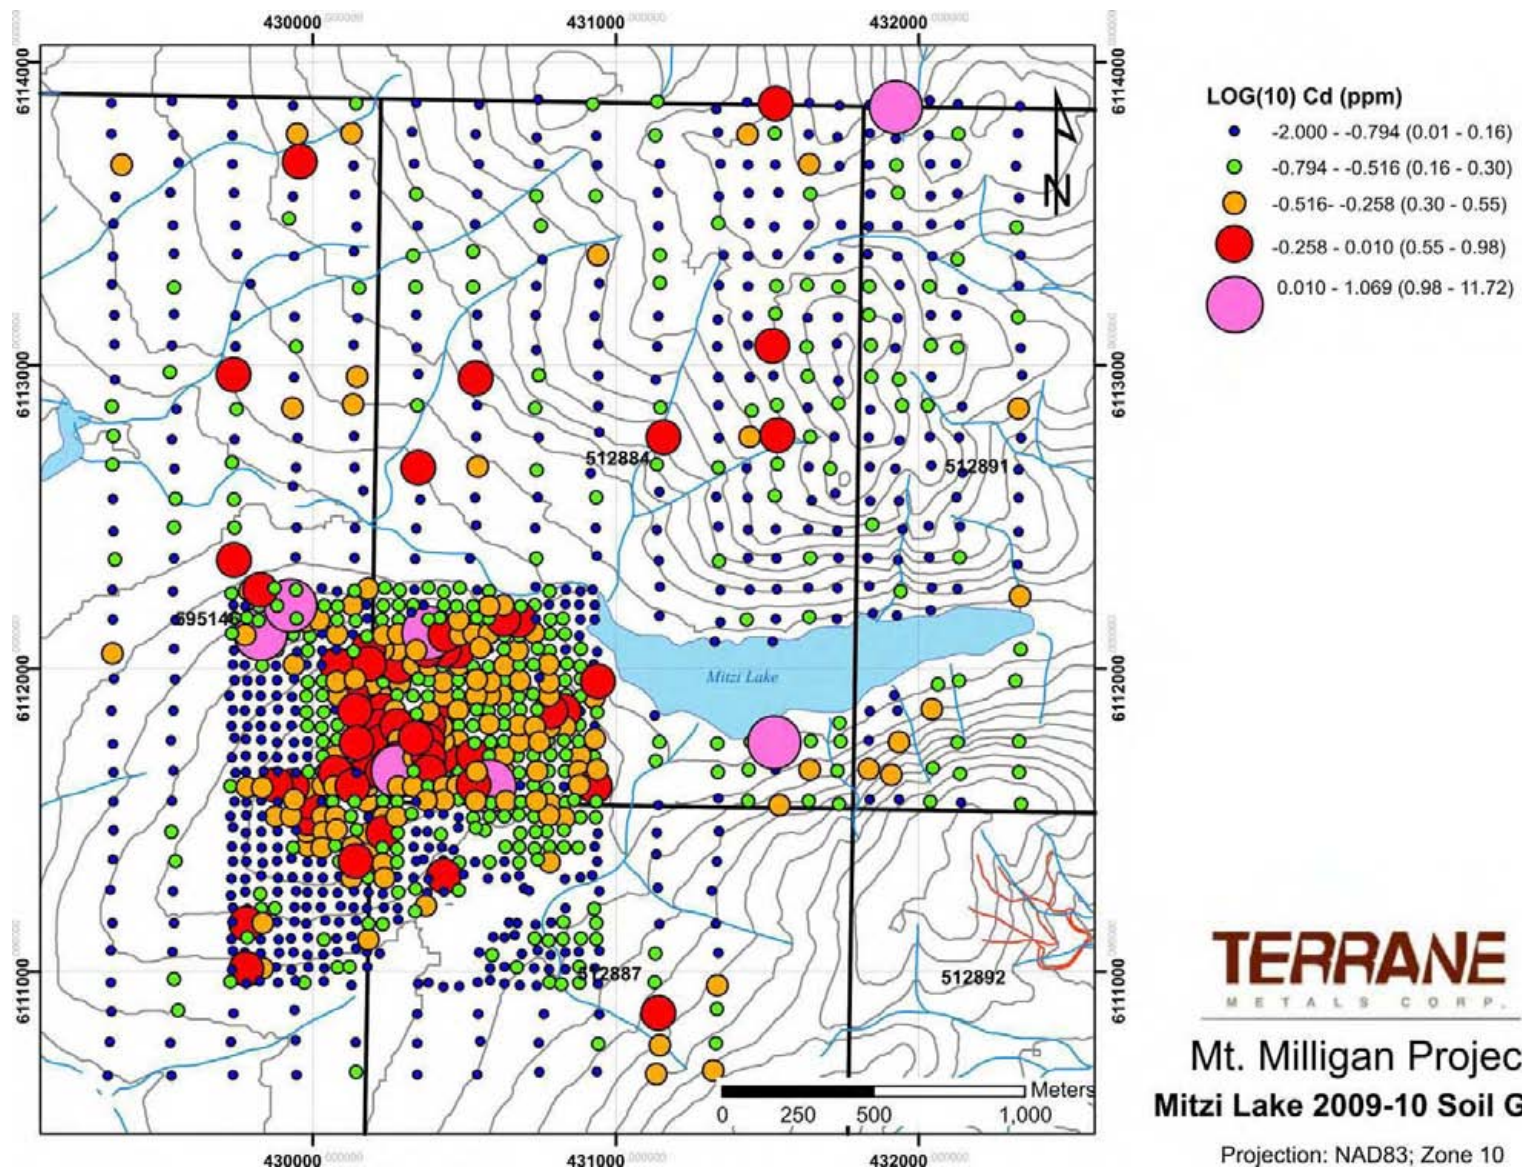 430000 431000 432000
6114000 6114000
LOG(10) Cd (ppm)
-2.000 - -0.794 (0.01 - 0.16)
-0.794 - -0.516 (0.16 - 0.30)
-0.516- -0.258 (0.30 - 0.55)
-0.258 - 0.010 (0.55 - 0.98)
0.010 - 1.069 (0.98 - 11.72)
N
6113000 6113000
512884 512891
6112000 6112000
Mitzi Lake
6111000 6111000
512887 512892
TERRANE
METALS CORP.
Mt. Milligan Projec
Meters
0 250 500 1,000
Mitzi Lake 2009-10 Soil G
430000 431000 432000
Projection: NAD83; Zone 10